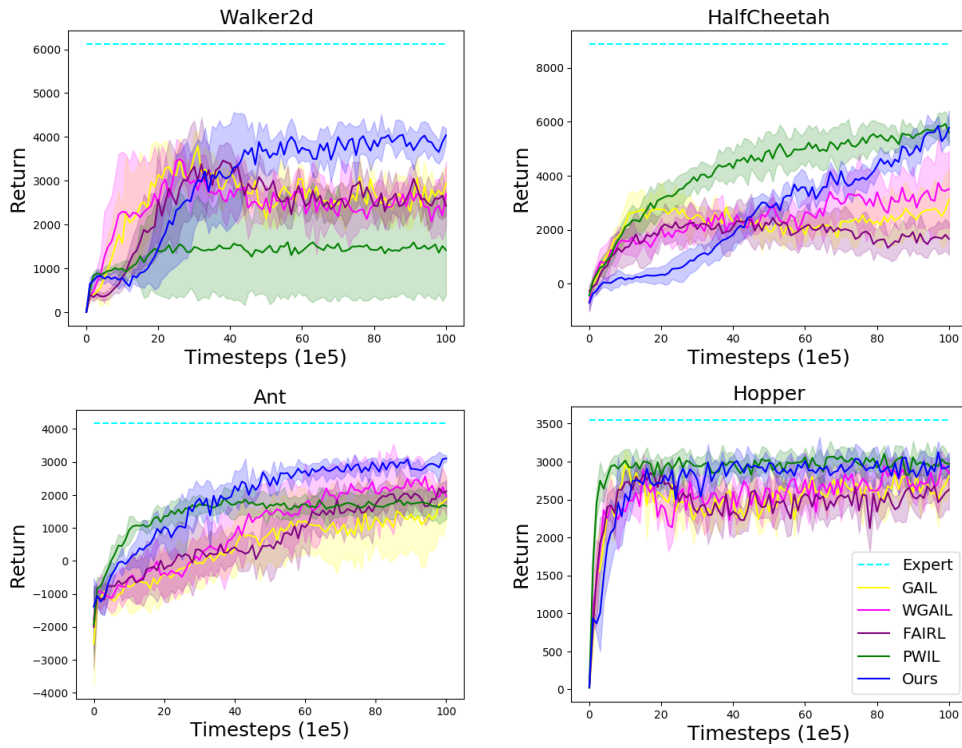 Walker2d
Return
6000
5000
4000
3000
2000
1000
0
0 20 40 60 80 100
Timesteps (1e5)
HalfCheetah
Return
8000
6000
4000
2000
0
0 20 40 60 80 100
Timesteps (1e5)
Ant
Return
4000
3000
2000
1000
0
−1000
−2000
−3000
−4000
0 20 40 60 80 100
Timesteps (1e5)
Hopper
Return
3500
3000
2500
2000
1500
1000
500
0
0 20 40 60 80 100
Timesteps (1e5)
Expert
GAIL
WGAIL
FAIRL
PWIL
Ours